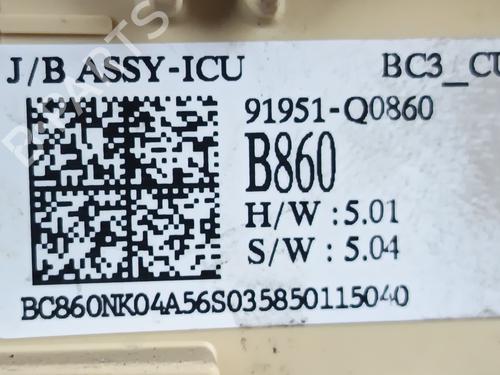 J/B ASSY-ICU BC3_CU
91951-Q0860
B860
H/W : 5.01
S/W : 5.04
BC860NK04A56S035850115040